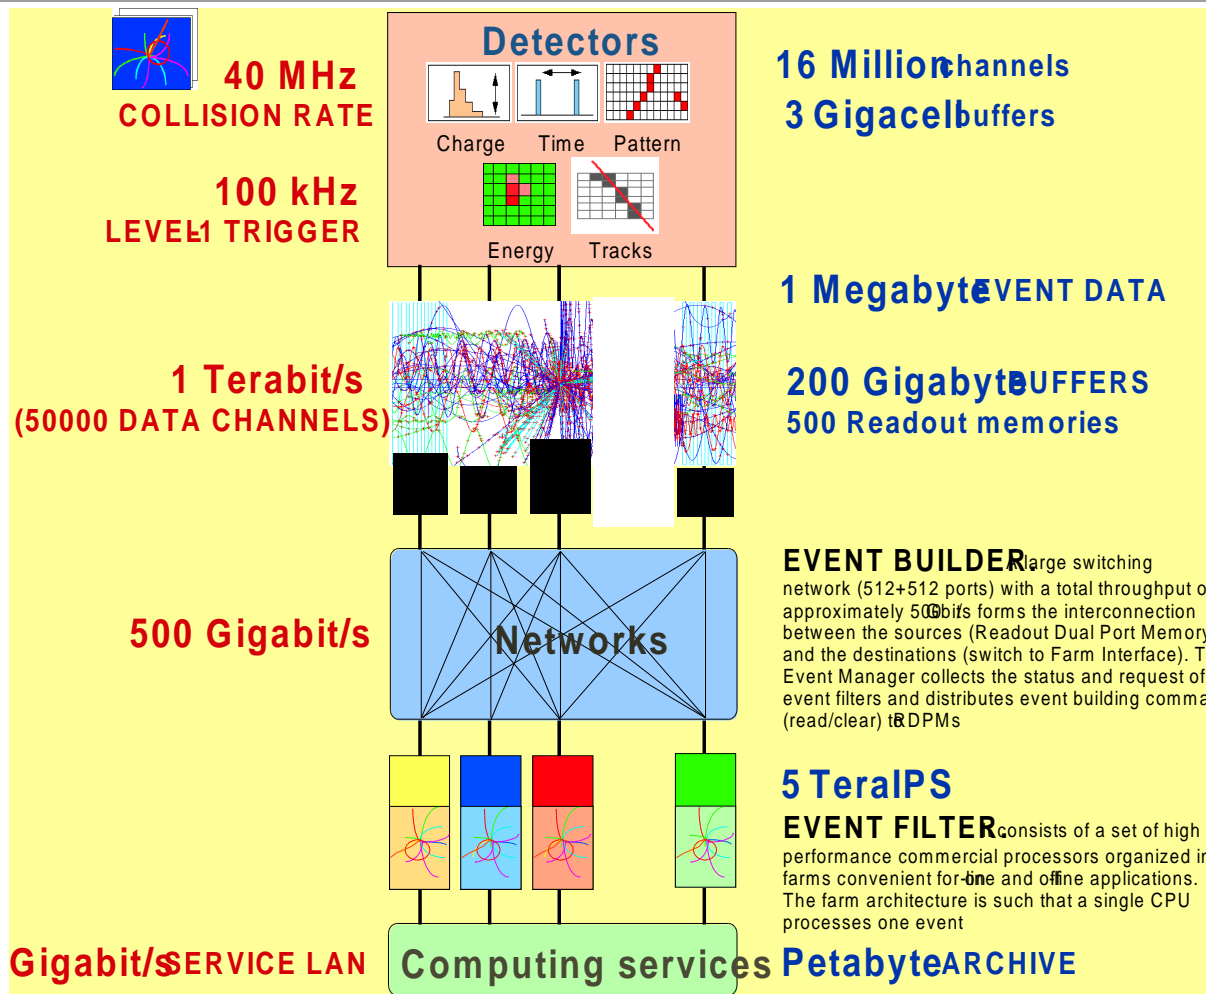 Detectors
40 MHz
COLLISION RATE
16 Million channels
3 Gigacell buffers
Charge Time Pattern
100 kHz
LEVEL-1 TRIGGER
Energy Tracks
1 Megabyte EVENT DATA
1 Terabit/s
(50000 DATA CHANNELS)
200 Gigabyte BUFFERS
500 Readout memories
500 Gigabit/s
Networks
EVENT BUILDER. A large switching
network (512+512 ports) with a total throughput o
approximately 500 Gbit/s forms the interconnection
between the sources (Readout Dual Port Memory
and the destinations (switch to Farm Interface). T
Event Manager collects the status and request of
event filters and distributes event building comma
(read/clear) to RDPMs
5 TeraIPS
EVENT FILTER. consists of a set of high
performance commercial processors organized in
farms convenient for on-line and off-line applications.
The farm architecture is such that a single CPU
processes one event
Gigabit/s SERVICE LAN
Computing services
Petabyte ARCHIVE